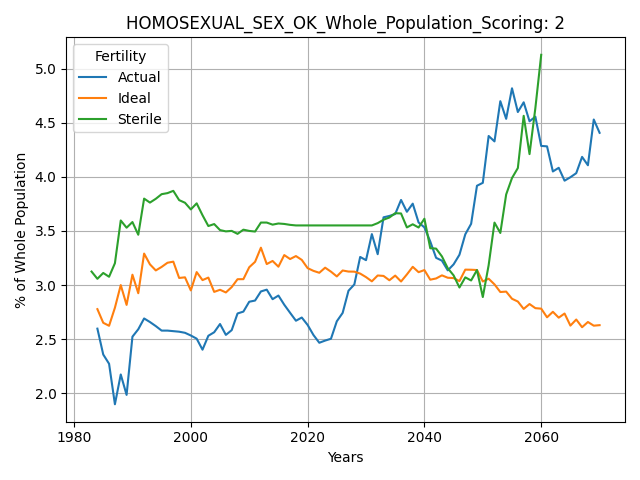 HOMOSEXUAL_SEX_OK_Whole_Population_Scoring: 2
Fertility
Actual
Ideal
Sterile
% of Whole Population
5.0
4.5
4.0
3.5
3.0
2.5
2.0
1980
2000
2020
2040
2060
Years